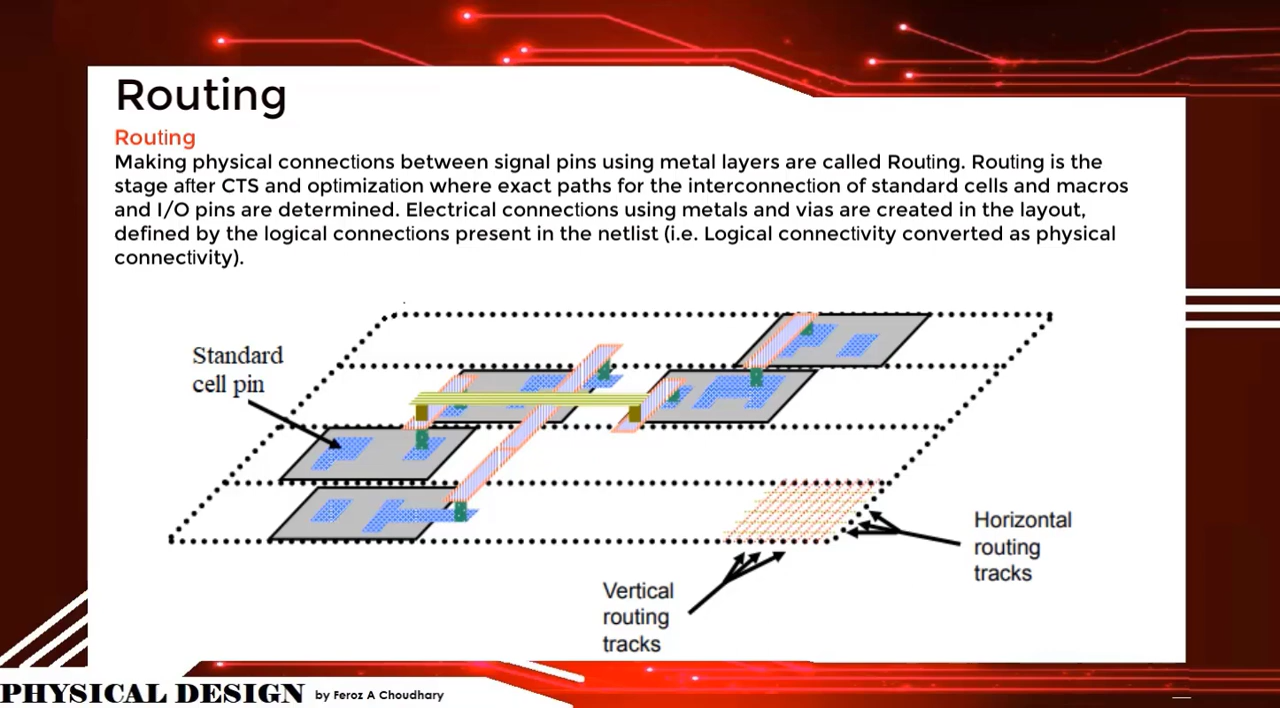 Routing
Routing
Making physical connections between signal pins using metal layers are called Routing. Routing is the
stage after CTS and optimization where exact paths for the interconnection of standard cells and macros
and I/O pins are determined. Electrical connections using metals and vias are created in the layout,
defined by the logical connections present in the netlist (i.e. Logical connectivity converted as physical
connectivity).
Standard
cell pin
Horizontal
routing
tracks
Vertical
routing
tracks
PHYSICAL DESIGN by Feroz A Choudhary